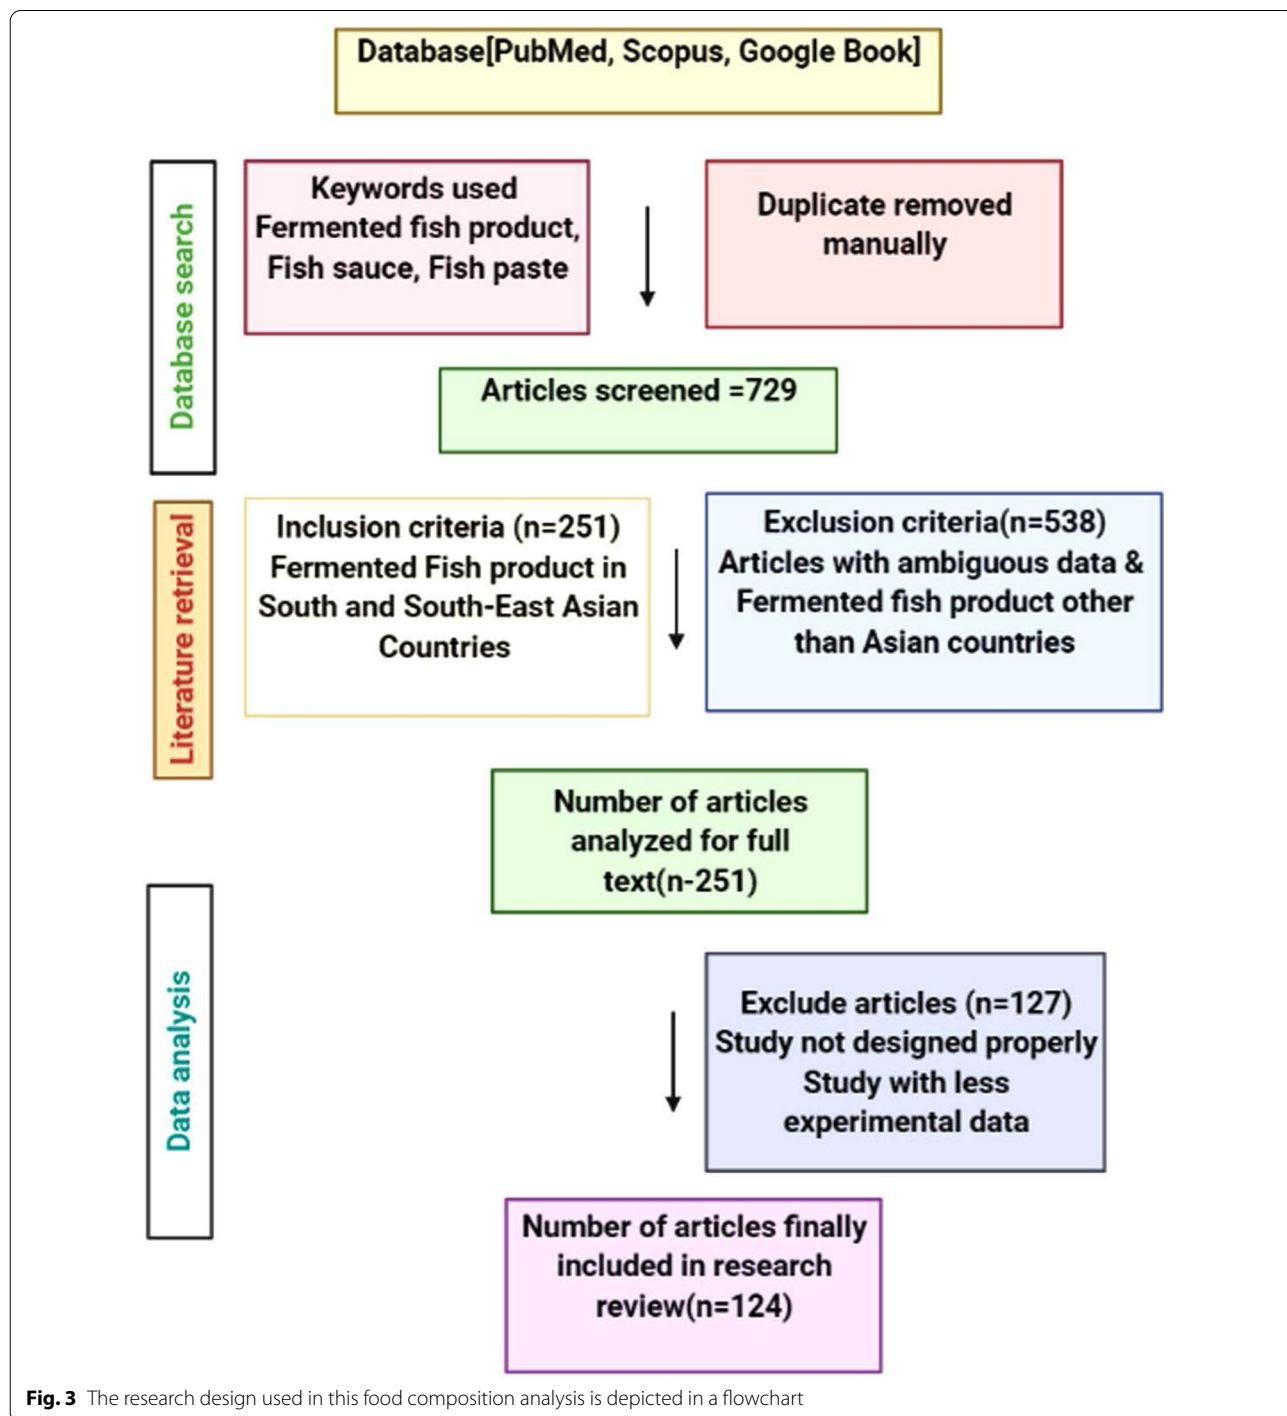 Database[PubMed, Scopus, Google Book]
Database search
Keywords used
Fermented fish product,
Fish sauce, Fish paste
Duplicate removed
manually
Articles screened =729
Literature retrieval
Inclusion criteria (n=251)
Fermented Fish product in
South and South-East Asian
Countries
Exclusion criteria(n=538)
Articles with ambiguous data &
Fermented fish product other
than Asian countries
Number of articles
analyzed for full
text(n-251)
Data analysis
Exclude articles (n=127)
Study not designed properly
Study with less
experimental data
Number of articles finally
included in research
review(n=124)
Fig. 3 The research design used in this food composition analysis is depicted in a flowchart